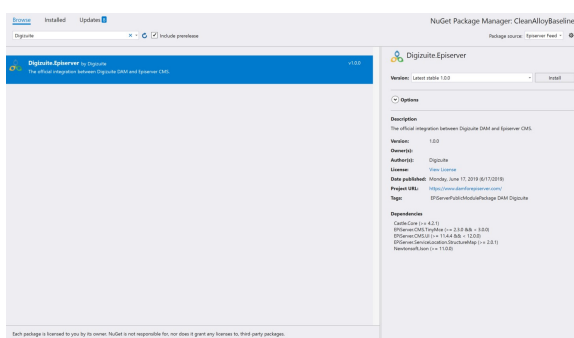 Browse Installed Updates 8
NuGet Package Manager: CleanAlloyBaseline
Digizuite
Include prerelease
Package source: Episerver Feed
Digizuite.Episerver by Digizuite
v1.0.0
The official integration between Digizuite DAM and Episerver CMS.
Digizuite.Episerver
Version: Latest stable 1.0.0
Install
Options
Description
The official integration between Digizuite DAM and Episerver CMS.
Version: 1.0.0
Owner(s):
Author(s): Digizuite
License: View License
Date published: Monday, June 17, 2019 (6/17/2019)
Project URL: https://www.damforepiserver.com/
Tags: EPiServerPublicModulePackage DAM Digizuite
Dependencies
Castle.Core (>= 4.2.1)
EPiServer.CMS.TinyMce (>= 2.3.0 && < 3.0.0)
EPiServer.CMS.UI (>= 11.4.4 && < 12.0.0)
EPiServer.ServiceLocation.StructureMap (>= 2.0.1)
Newtonsoft.Json (>= 11.0.0)
Each package is licensed to you by its owner. NuGet is not responsible for, nor does it grant any licenses to, third-party packages.